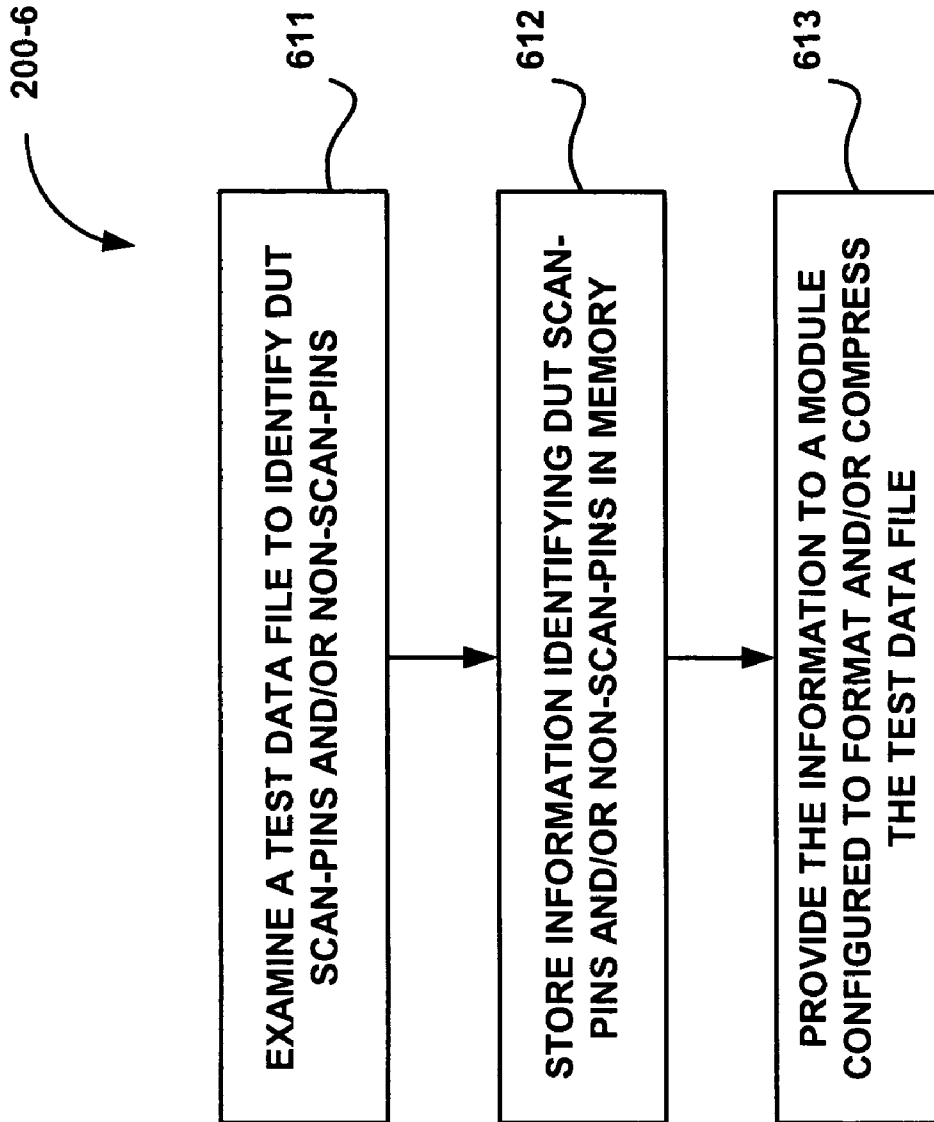 200-6
611
EXAMINE A TEST DATA FILE TO IDENTIFY DUT
SCAN-PINS AND/OR NON-SCAN-PINS
612
STORE INFORMATION IDENTIFYING DUT SCAN-
PINS AND/OR NON-SCAN-PINS IN MEMORY
613
PROVIDE THE INFORMATION TO A MODULE
CONFIGURED TO FORMAT AND/OR COMPRESS
THE TEST DATA FILE